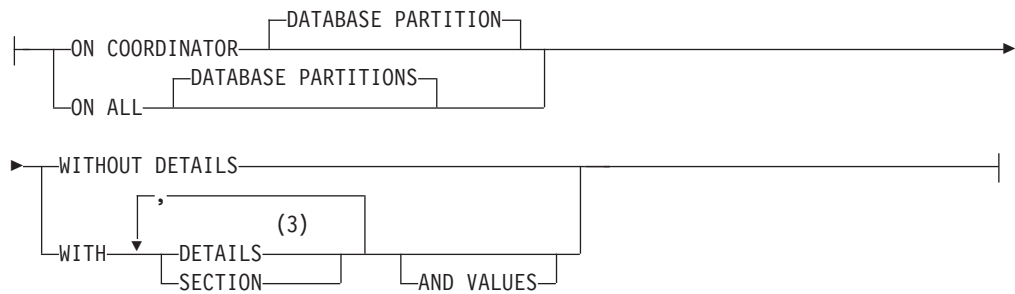 DATABASE PARTITION
ON COORDINATOR
DATABASE PARTITIONS
ON ALL
WITHOUT DETAILS
,
(3)
WITH DETAILS
SECTION AND VALUES